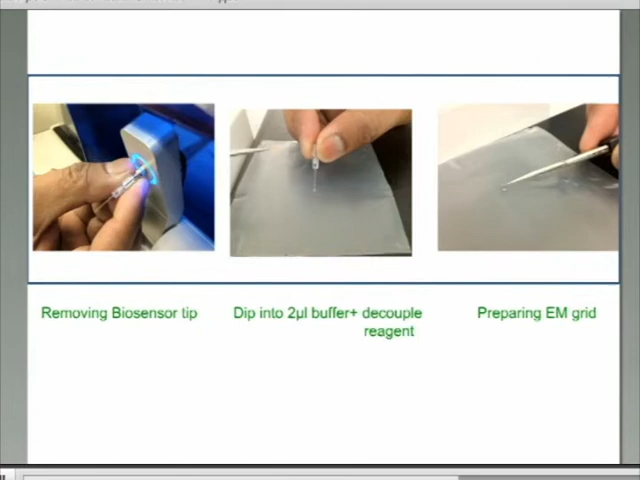 Removing Biosensor tip
Dip into 2µl buffer+ decouple
reagent
Preparing EM grid